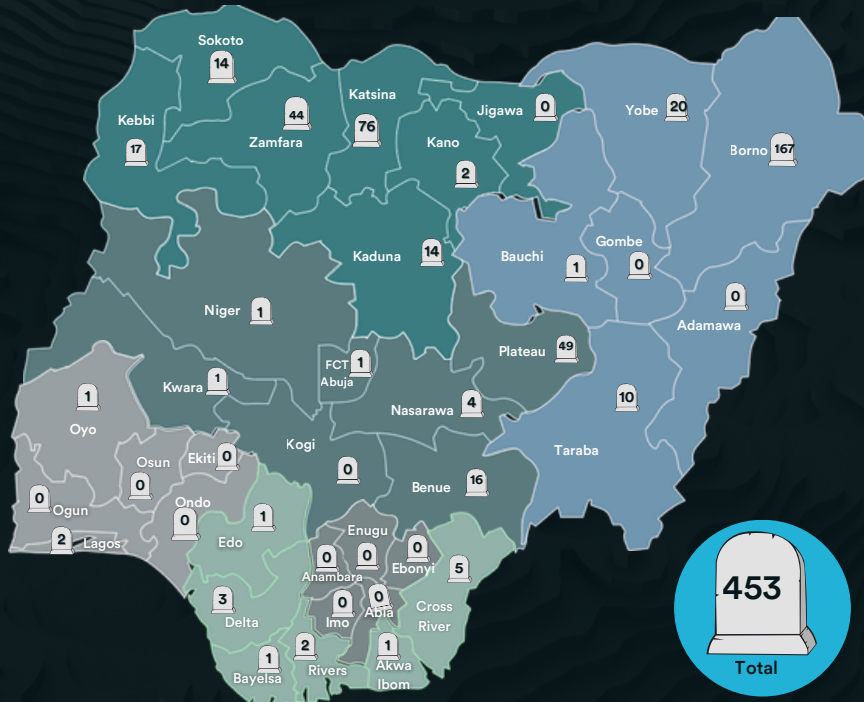 Sokoto
14
Kebbi
17
Zamfara
44
Katsina
76
Kano
2
Jigawa
0
Yobe
20
Borno
167
Kaduna
14
Bauchi
1
Gombe
0
Adamawa
0
Niger
1
FCT
Abuja
1
Plateau
49
Kwara
1
Nasarawa
4
Taraba
10
Oyo
1
Kogi
0
Benue
16
Osun
0
Ekiti
0
Ogun
0
Ondo
0
Lagos
2
Edo
1
Enugu
0
Anambara
0
Ebonyi
0
Cross
River
5
Delta
3
Imo
0
Abia
0
Bayelsa
1
Rivers
2
Akwa
Ibom
1
453
Total